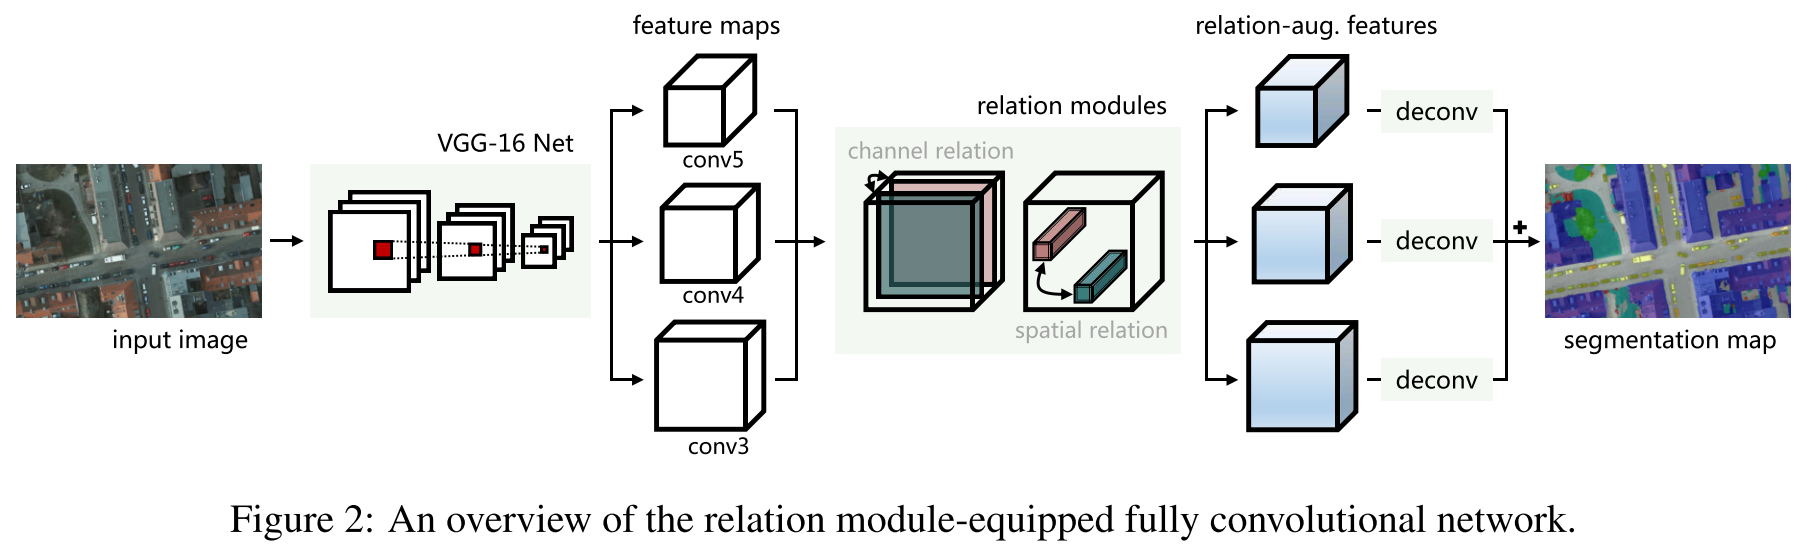 feature maps
relation-aug. features
relation modules
VGG-16 Net
channel relation
conv5
deconv
conv4
deconv
+
spatial relation
input image
segmentation map
deconv
conv3
Figure 2: An overview of the relation module-equipped fully convolutional network.